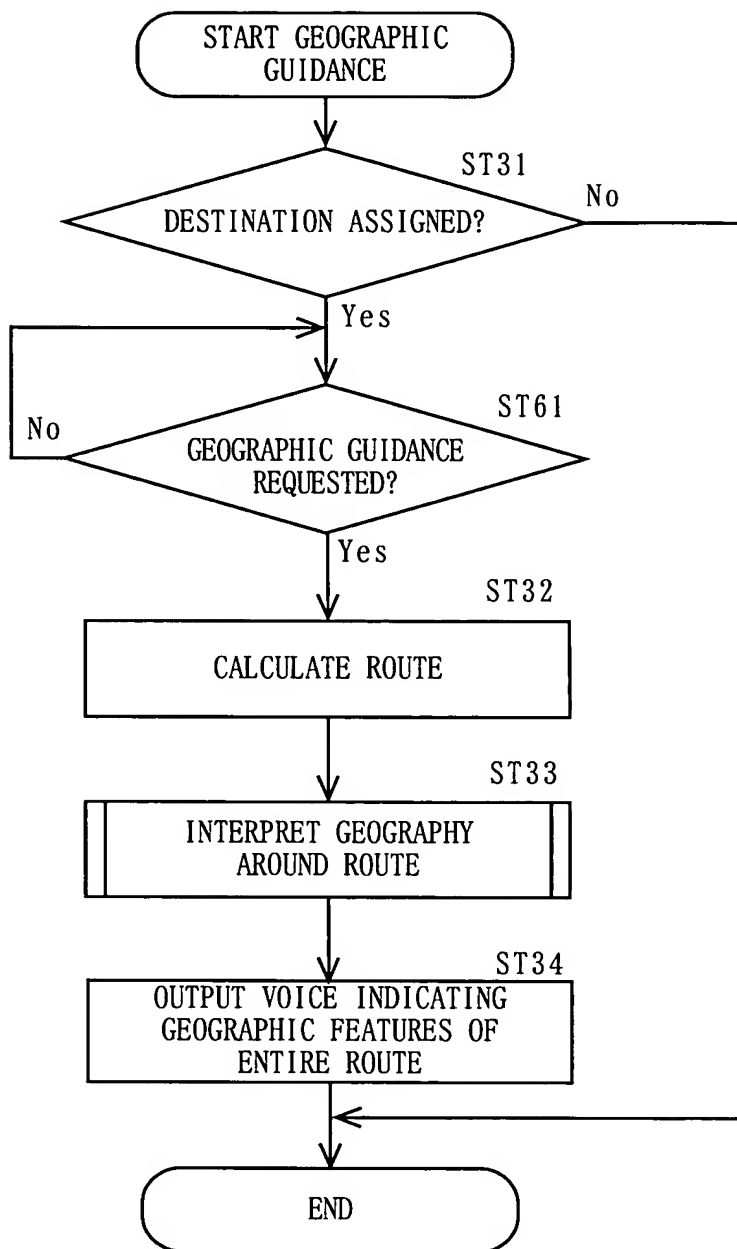 START GEOGRAPHIC
GUIDANCE
ST31
No
DESTINATION ASSIGNED?
Yes
ST61
No
GEOGRAPHIC GUIDANCE
REQUESTED?
Yes
ST32
CALCULATE ROUTE
ST33
INTERPRET GEOGRAPHY
AROUND ROUTE
ST34
OUTPUT VOICE INDICATING
GEOGRAPHIC FEATURES OF
ENTIRE ROUTE
END